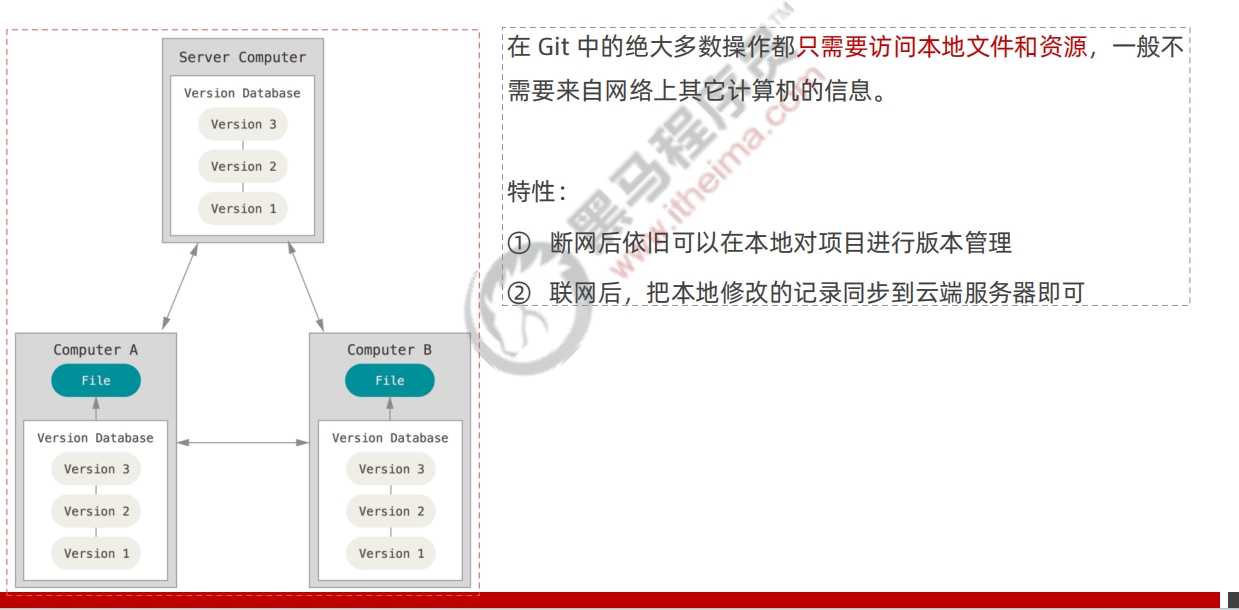 Server Computer
Version Database
Version 3
Version 2
Version 1
Computer A
File
Version Database
Version 3
Version 2
Version 1
Computer B
File
Version Database
Version 3
Version 2
Version 1
在 Git 中的绝大多数操作都只需要访问本地文件和资源，一般不
需要来自网络上其它计算机的信息。
特性：
① 断网后依旧可以在本地对项目进行版本管理
② 联网后，把本地修改的记录同步到云端服务器即可
黑马程序员™
www.itheima.com